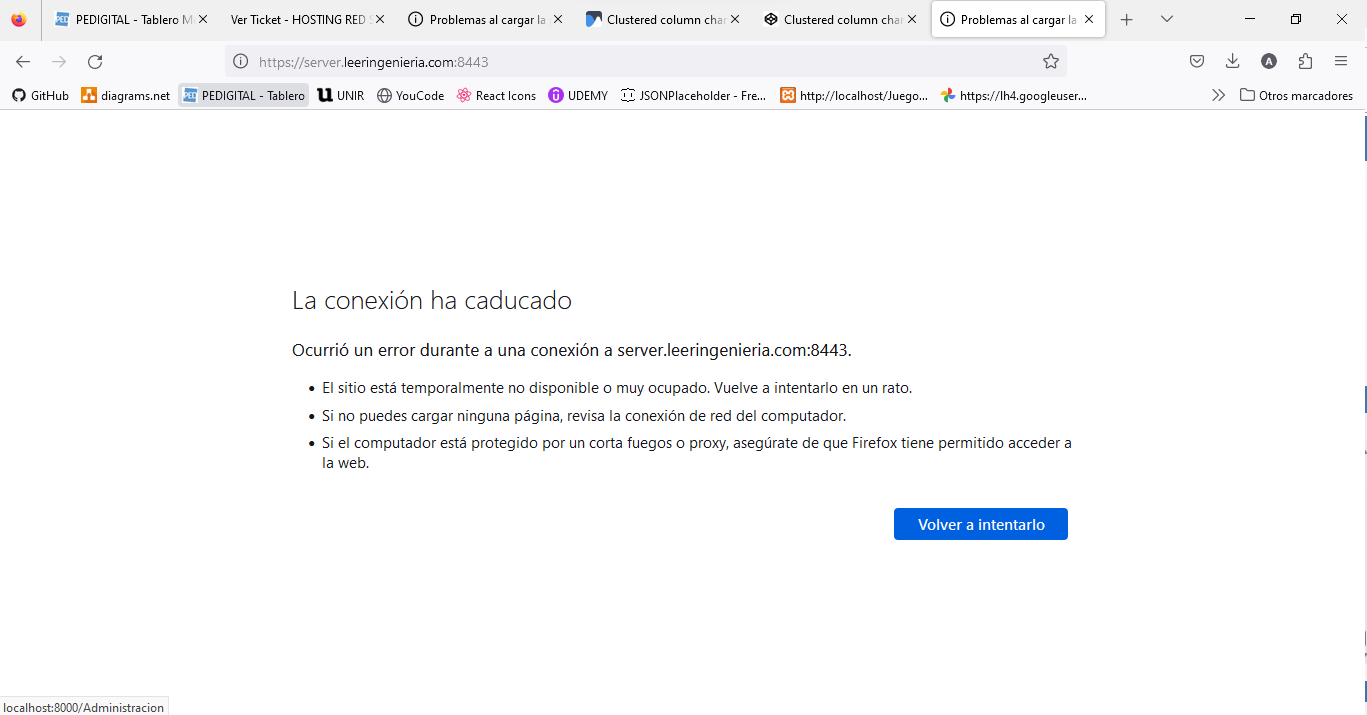 PEDIGITAL - Tablero M
Ver Ticket - HOSTING RED
Problemas al cargar la
Clustered column char
Clustered column char
Problemas al cargar la
https://server.leeringenieria.com:8443
A
GitHub
diagrams.net
PED PEDIGITAL - Tablero
UNIR
YouCode
React Icons
UDEMY
JSONPlaceholder - Fre...
http://localhost/Juego...
https://lh4.googleuser...
Otros marcadores
La conexión ha caducado
Ocurrió un error durante a una conexión a server.leeringenieria.com:8443.
• El sitio está temporalmente no disponible o muy ocupado. Vuelve a intentarlo en un rato.
• Si no puedes cargar ninguna página, revisa la conexión de red del computador.
• Si el computador está protegido por un corta fuegos o proxy, asegúrate de que Firefox tiene permitido acceder a
la web.
Volver a intentarlo
localhost:8000/Administracion